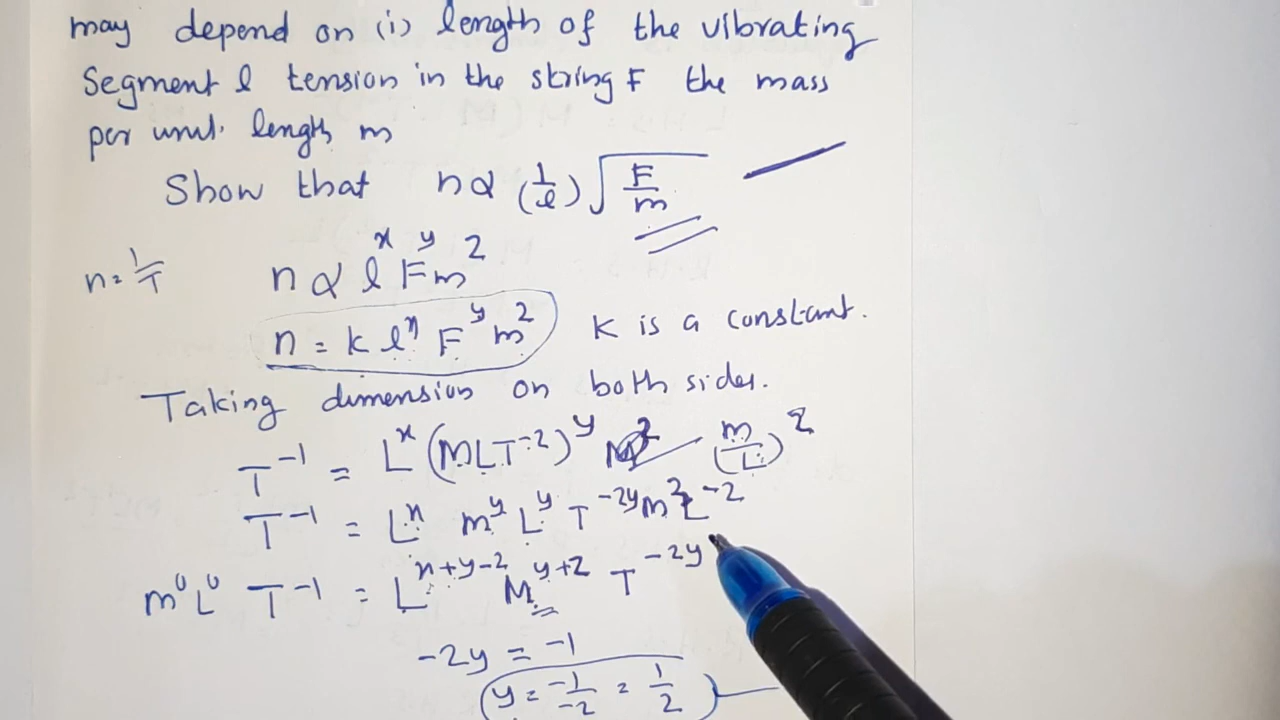 may depend on (i) length of the vibrating
Segment l tension in the string F the mass
per unit length m
Show that n ∝ (1/l) √(F/m)
n = 1/T n ∝ l^x F^y m^z
n = k l^x F^y m^z K is a constant.
Taking dimension on both sides.
T^-1 = L^x (MLT^-2)^y (m/L)^z
T^-1 = L^x m^y L^y T^-2y m^z L^-z
m^0 L^0 T^-1 = L^x+y-z M^y+z T^-2y
-2y = -1
y = -1/-2 = 1/2